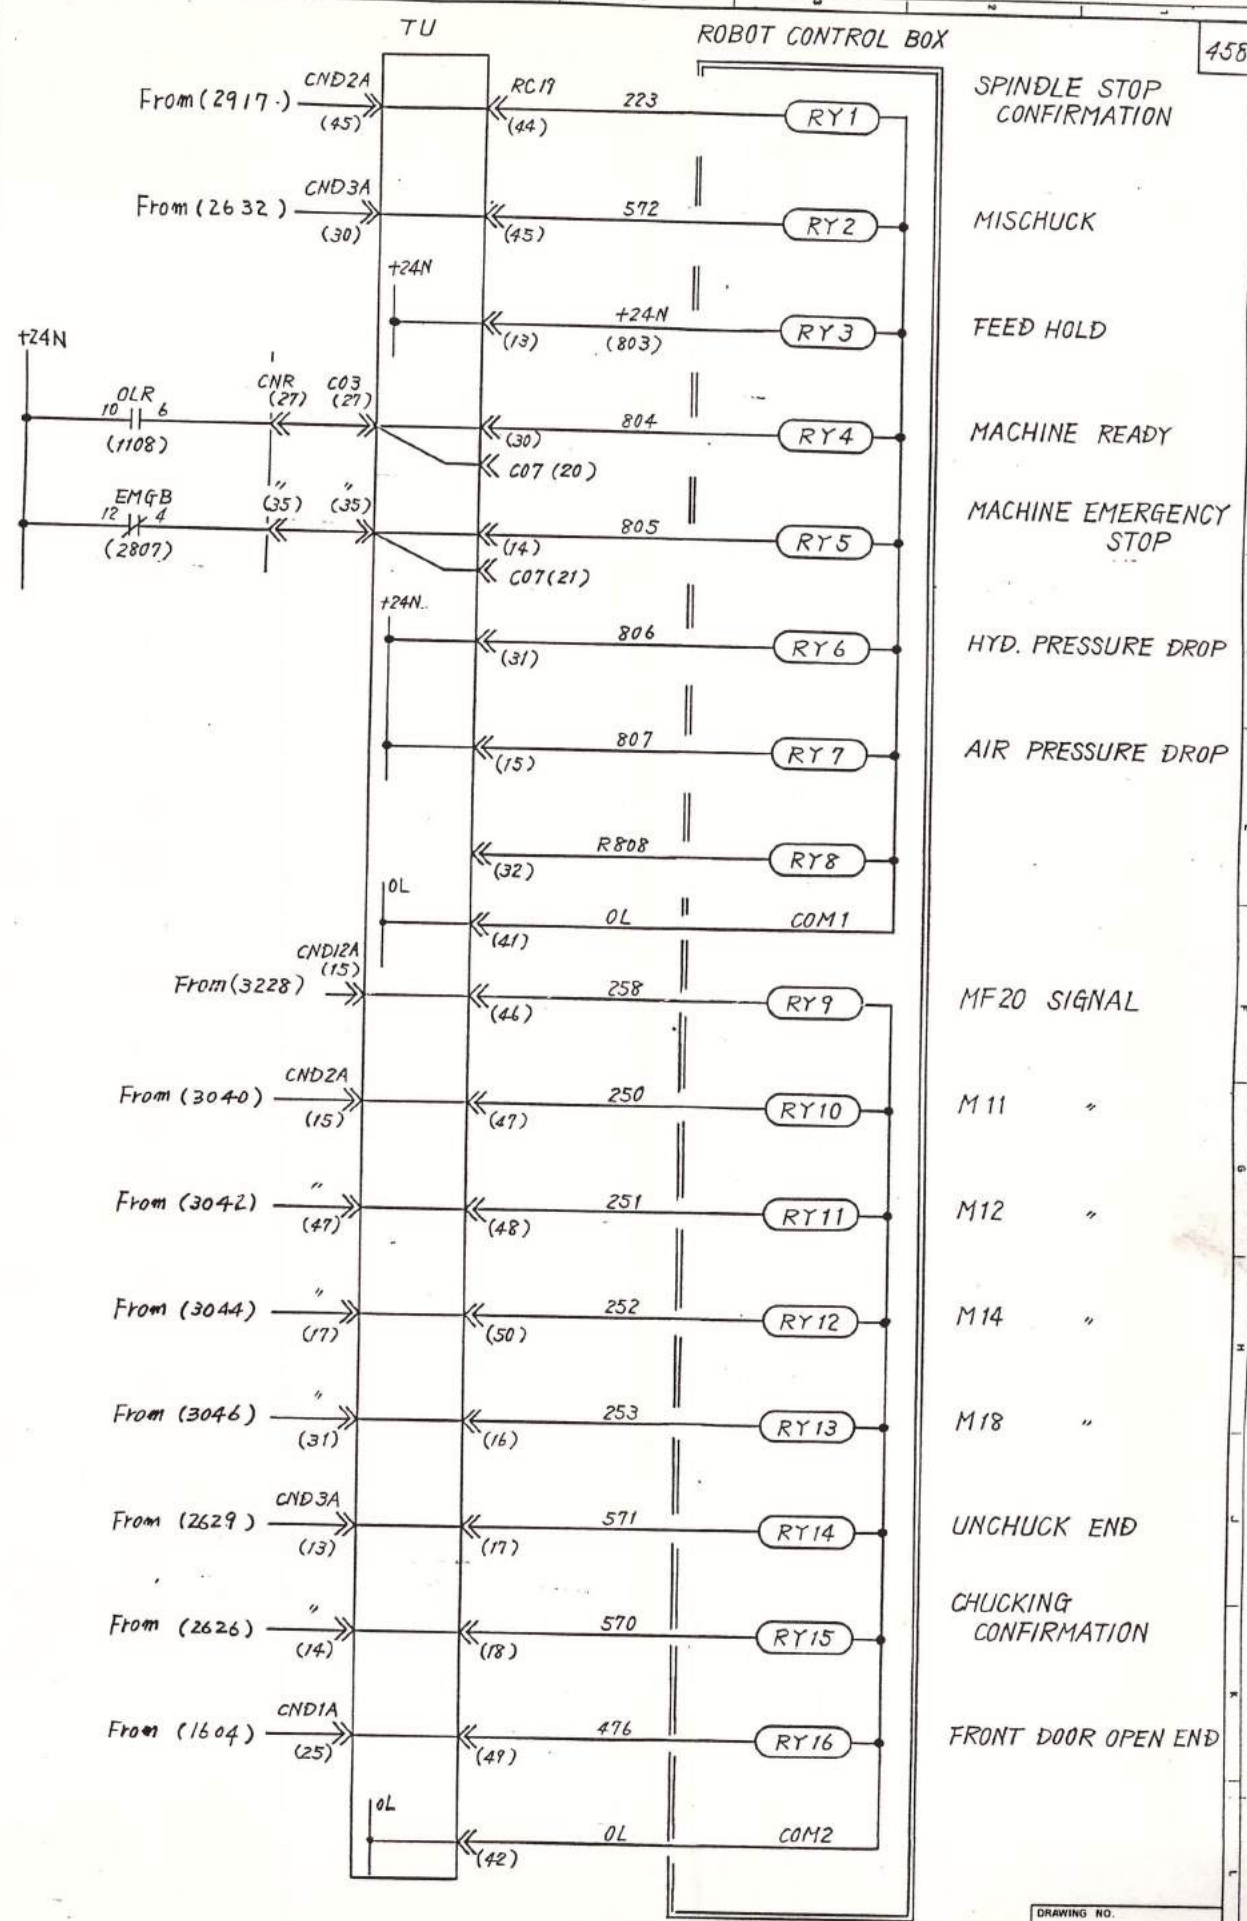 TU
ROBOT CONTROL BOX
458
From (2917) CND2A (45) RC17 (44) 223 RY1 SPINDLE STOP
CONFIRMATION
From (2632) CND3A (30) (45) 572 RY2 MISCHUCK
+24N
(13) +24N (803) RY3 FEED HOLD
+24N
10 OLR 6 (1108) CNR (27) C03 (27) (30) 804 RY4 MACHINE READY
C07 (20)
12 EMGB 4 (2807) " (35) " (35) (14) 805 RY5 MACHINE EMERGENCY
STOP
C07 (21)
+24N
(31) 806 RY6 HYD. PRESSURE DROP
(15) 807 RY7 AIR PRESSURE DROP
(32) R808 RY8
OL
(41) OL COM1
From (3228) CND12A (15) (46) 258 RY9 MF20 SIGNAL
From (3040) CND2A (15) (47) 250 RY10 M11 "
From (3042) " (47) (48) 251 RY11 M12 "
From (3044) " (17) (50) 252 RY12 M14 "
From (3046) " (31) (16) 253 RY13 M18 "
From (2629) CND3A (13) (17) 571 RY14 UNCHUCK END
From (2626) " (14) (18) 570 RY15 CHUCKING
CONFIRMATION
From (1604) CND1A (25) (49) 476 RY16 FRONT DOOR OPEN END
OL
(42) OL COM2
DRAWING NO.